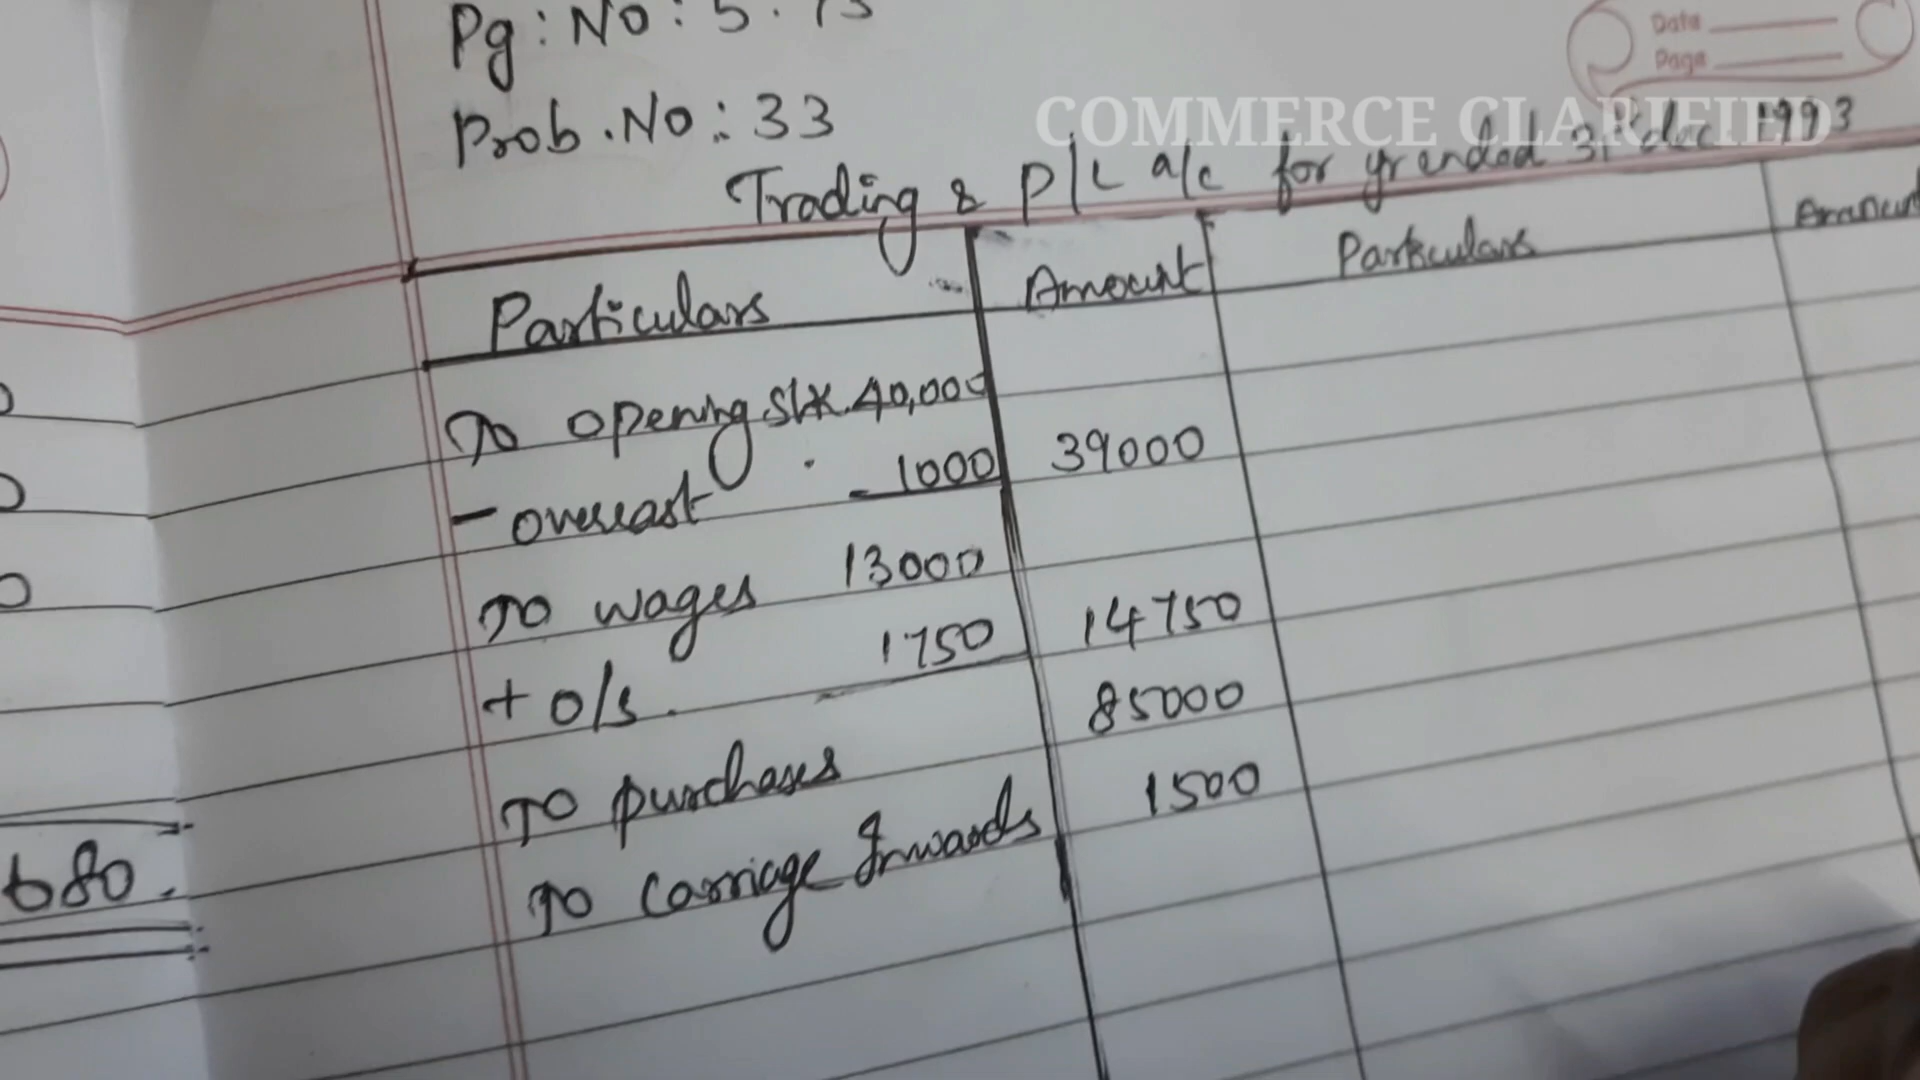 Pg : No : 5.
Prob. No : 33
COMMERCE CLARIFIED
Date
Page
Trading & P/L a/c for yr ended 31st dec 1993
Particulars Amount Particulars Amount
To opening stk. 40,000
- overcast - 1000 39000
To wages 13000
+ o/s. 1750 14750
To purchases 85000
To Carriage Inwards 1500
680.